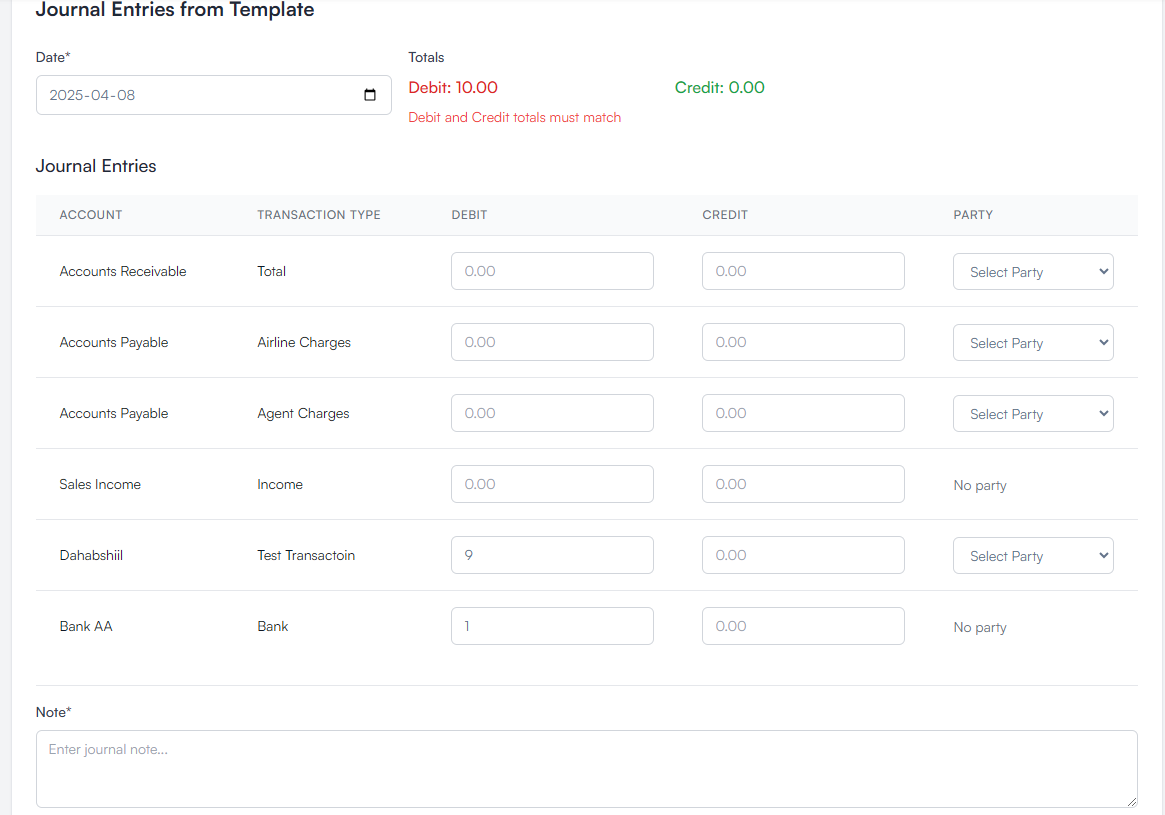 Journal Entries from Template
Date*
Totals
2025-04-08
Debit: 10.00
Credit: 0.00
Debit and Credit totals must match
Journal Entries
ACCOUNT TRANSACTION TYPE DEBIT CREDIT PARTY
Accounts Receivable Total 0.00 0.00 Select Party
Accounts Payable Airline Charges 0.00 0.00 Select Party
Accounts Payable Agent Charges 0.00 0.00 Select Party
Sales Income Income 0.00 0.00 No party
Dahabshiil Test Transactoin 9 0.00 Select Party
Bank AA Bank 1 0.00 No party
Note*
Enter journal note...